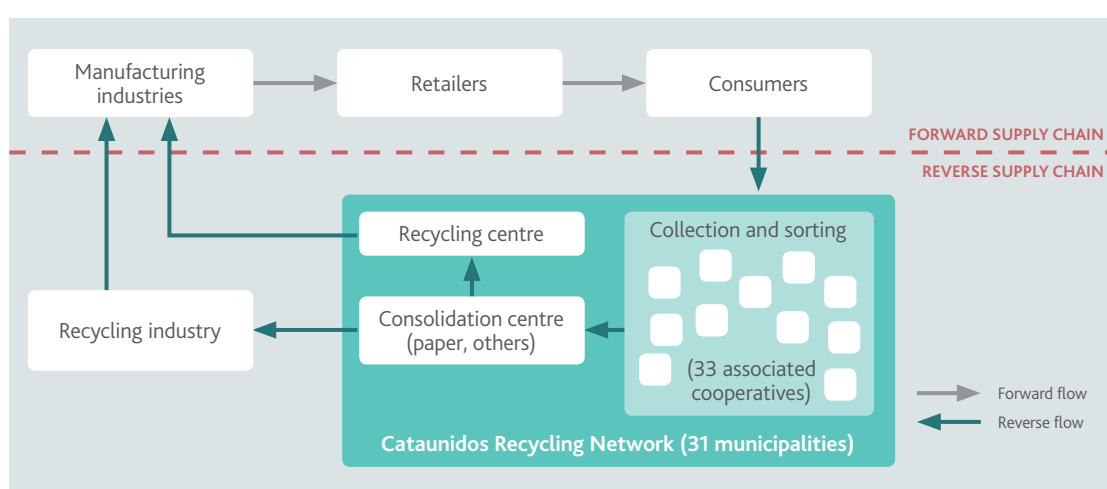 Manufacturing
industries
Retailers
Consumers
FORWARD SUPPLY CHAIN
REVERSE SUPPLY CHAIN
Recycling centre
Collection and sorting
Recycling industry
Consolidation centre
(paper, others)
(33 associated
cooperatives)
Forward flow
Reverse flow
Cataunidos Recycling Network (31 municipalities)